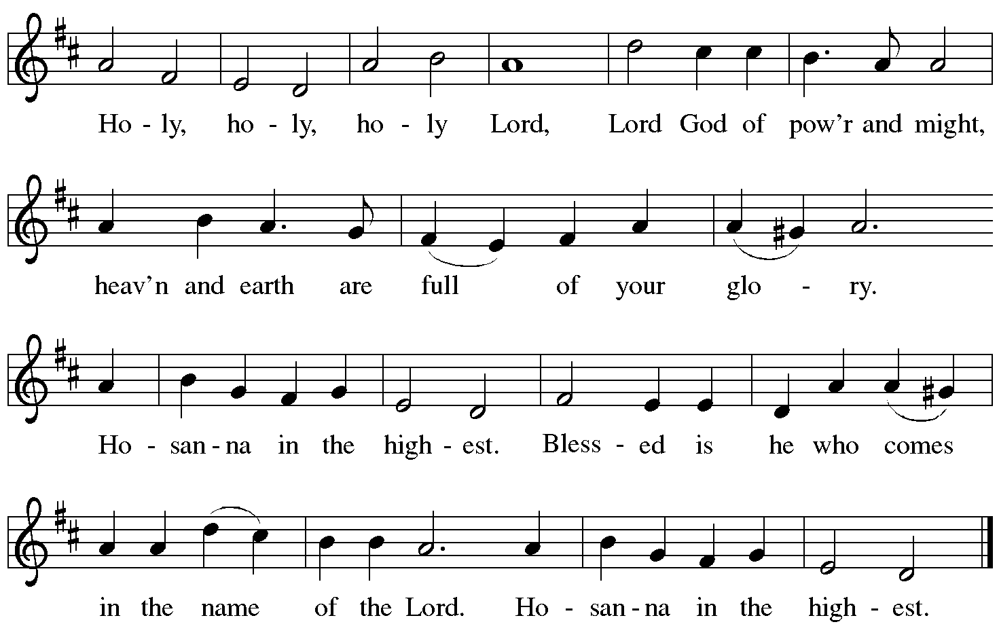 Ho - ly, ho - ly, ho - ly Lord, Lord God of pow'r and might,
heav'n and earth are full of your glo - ry.
Ho - san - na in the high - est. Bless - ed is he who comes
in the name of the Lord. Ho - san - na in the high - est.